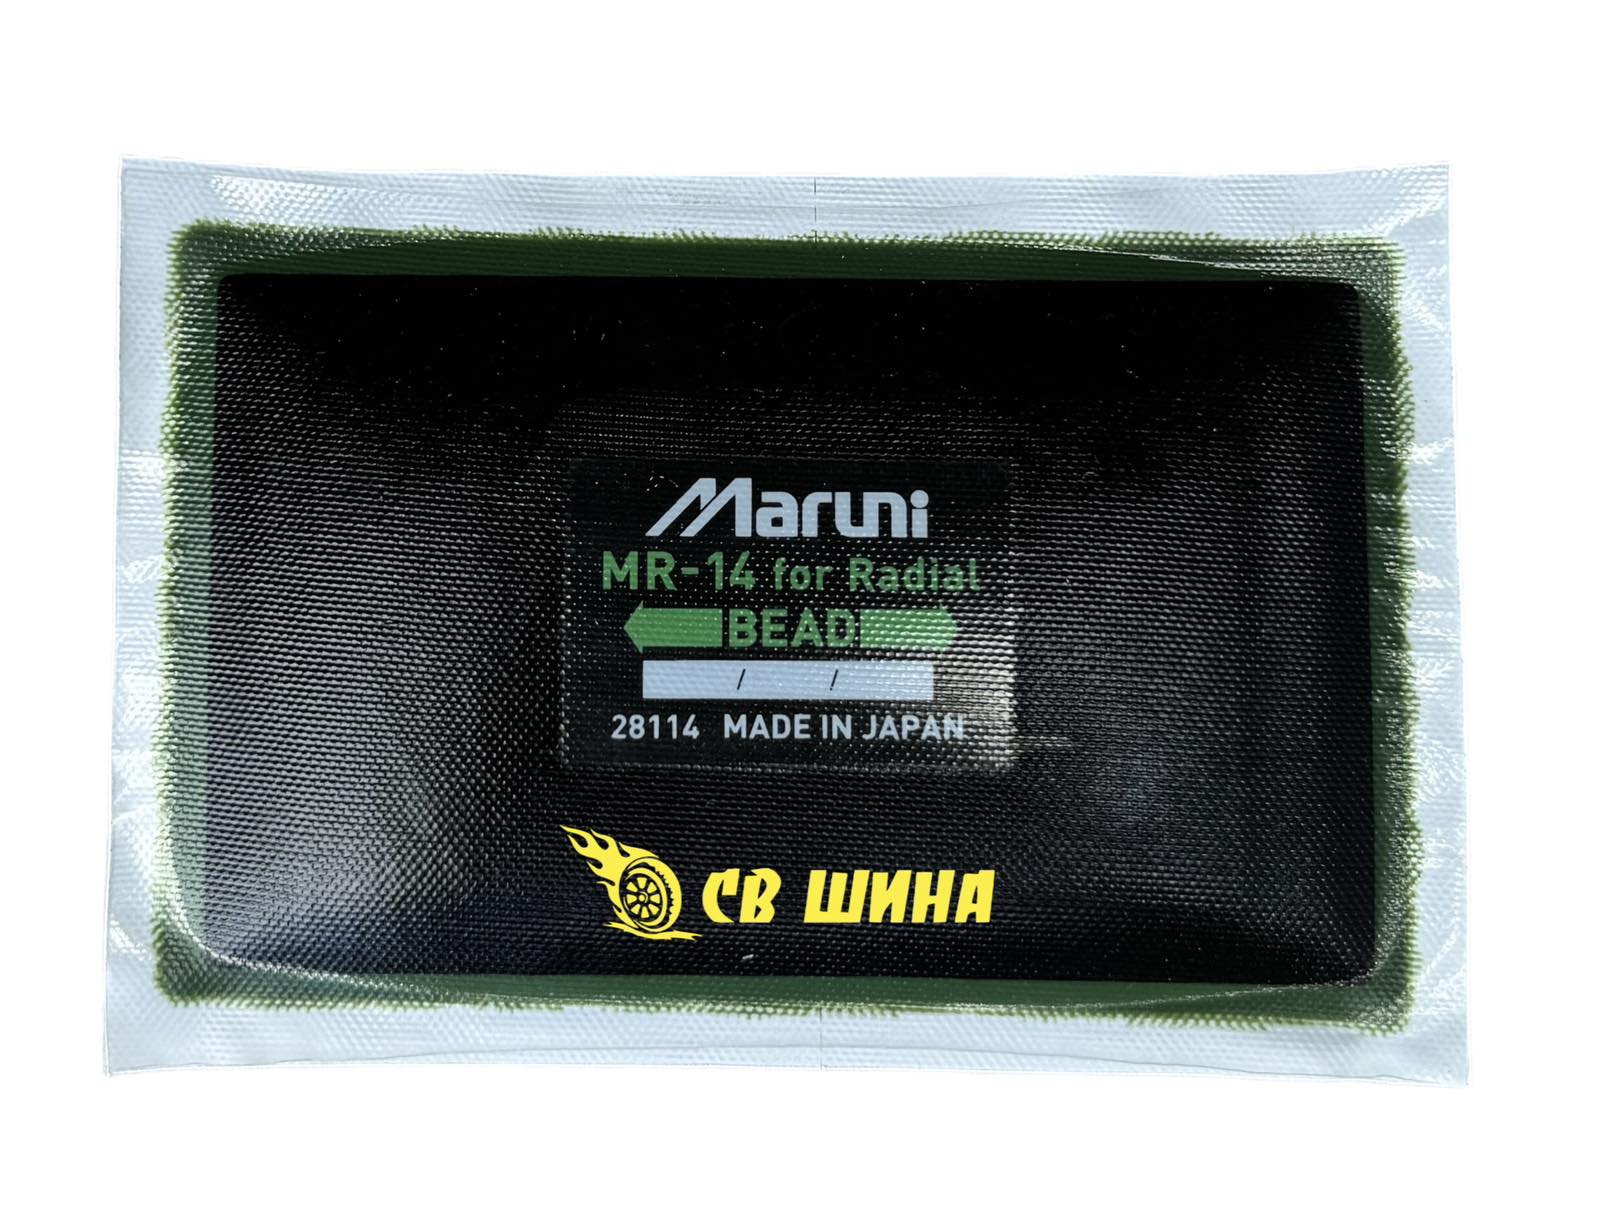 Maruni
MR-14 for Radial
BEAD
/ /
28114 MADE IN JAPAN
СВ ШИНА